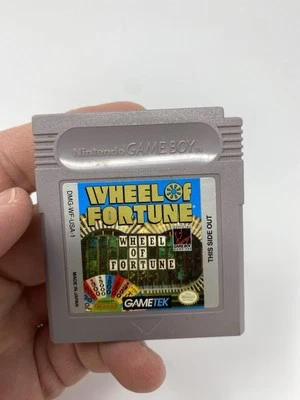 Nintendo GAME BOY
WHEEL OF
FORTUNE
WHEEL
OF
FORTUNE
GAMETEK
DMG-WF-USA-1
MADE IN JAPAN
THIS SIDE OUT